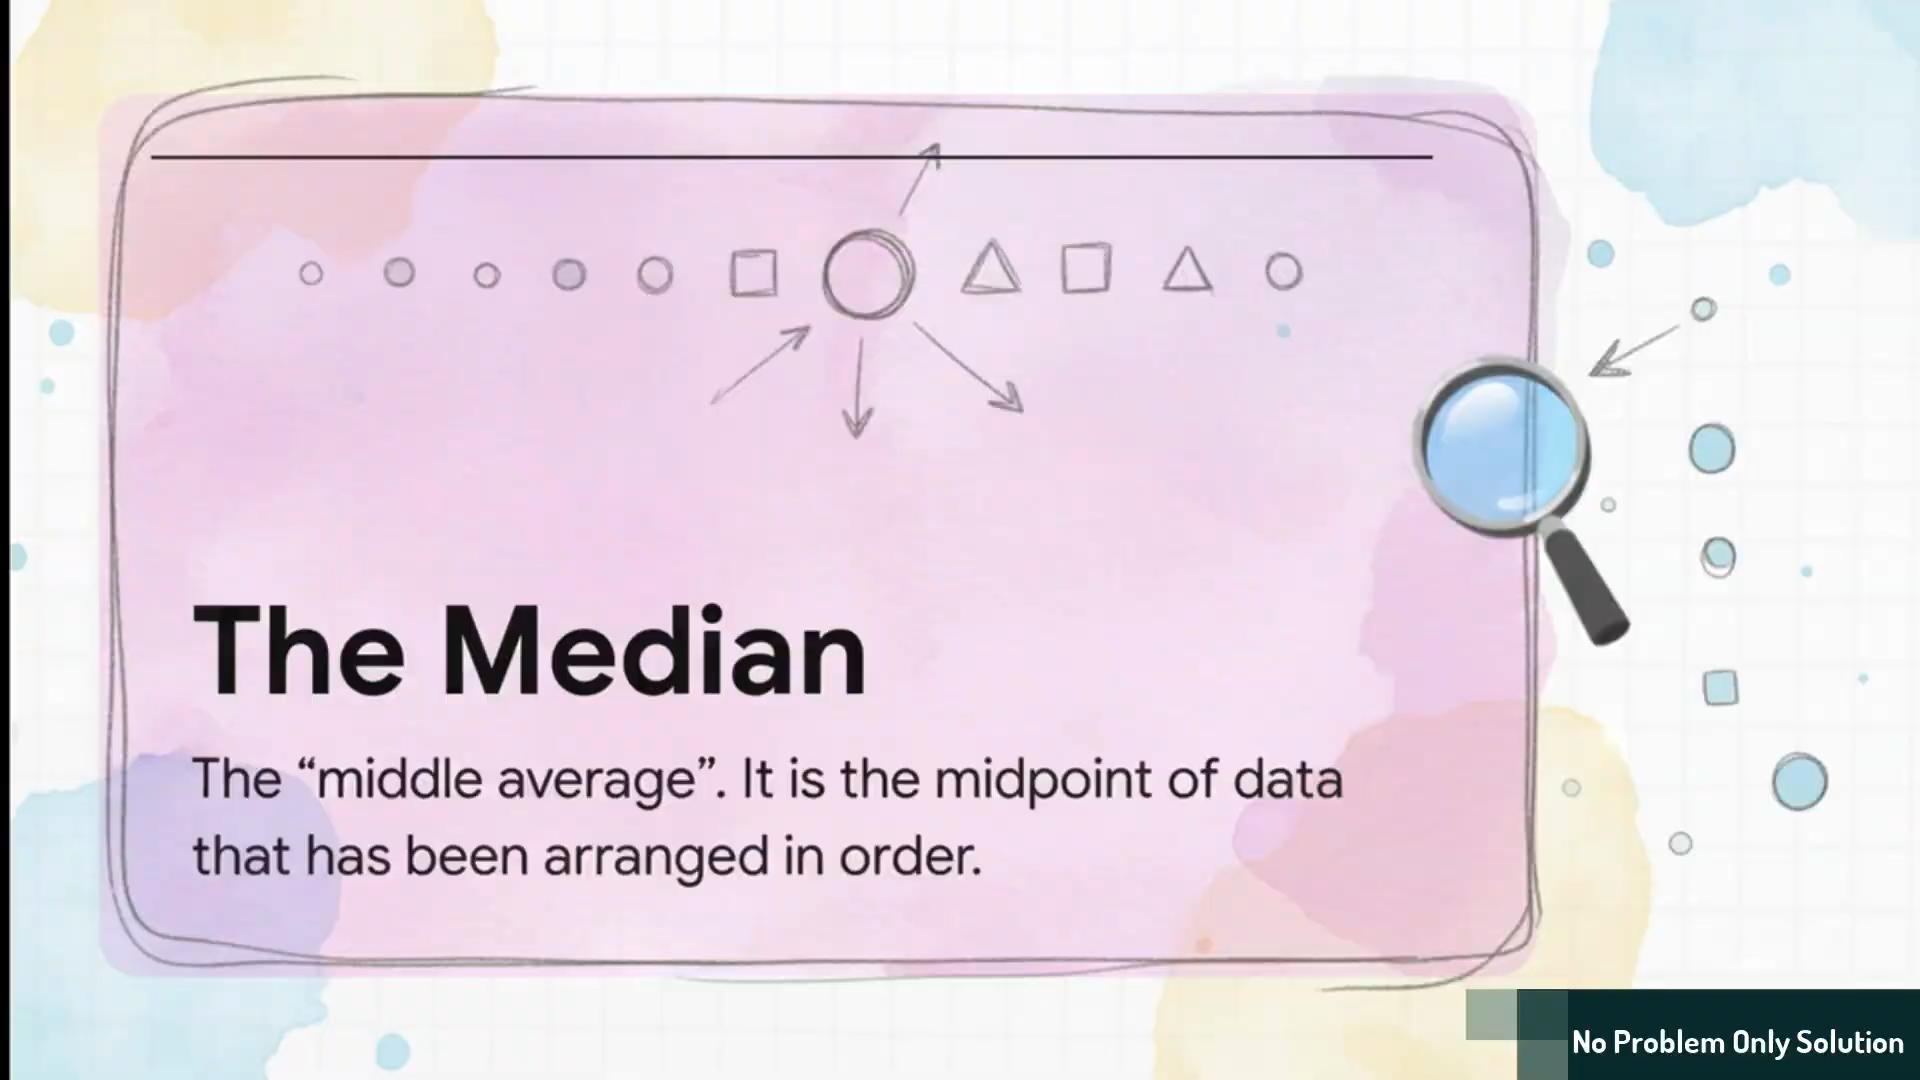 The Median
The “middle average”. It is the midpoint of data
that has been arranged in order.
No Problem Only Solution